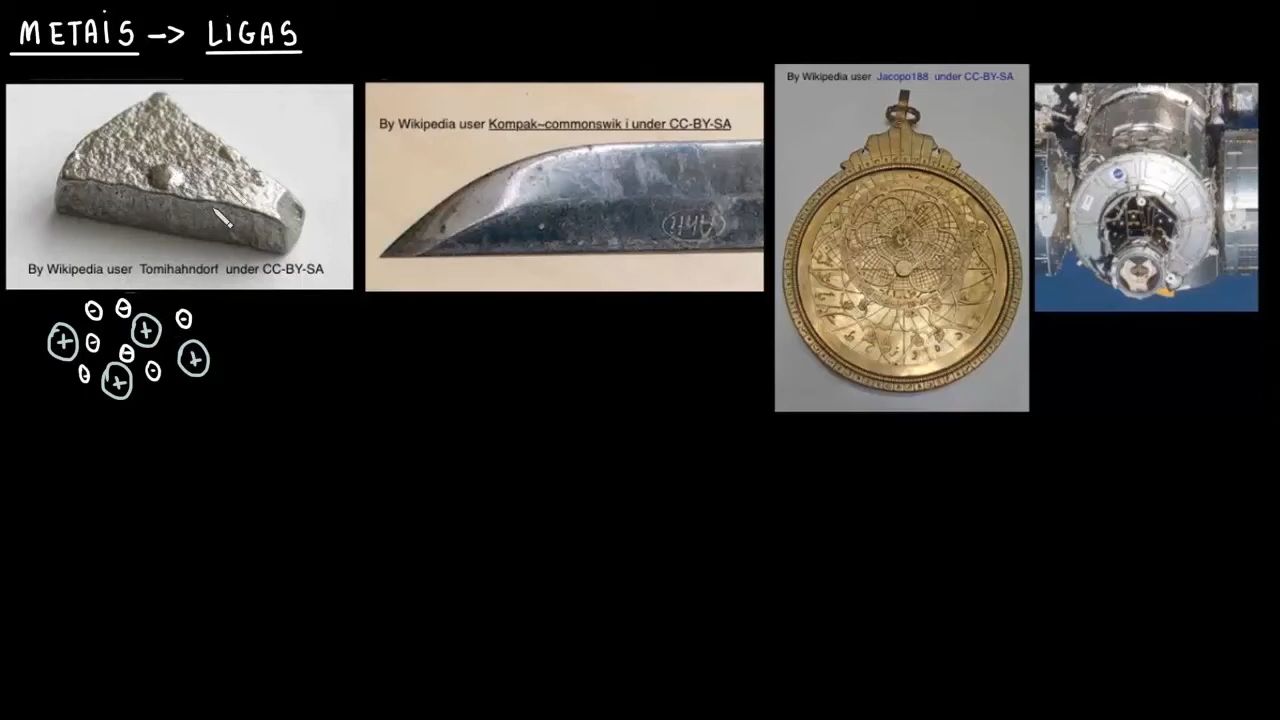 METAIS -> LIGAS
By Wikipedia user Tomihahndorf under CC-BY-SA
By Wikipedia user Kompak~commonswik i under CC-BY-SA
By Wikipedia user Jacopo188 under CC-BY-SA
- -
+ - + -
- - +
- + -